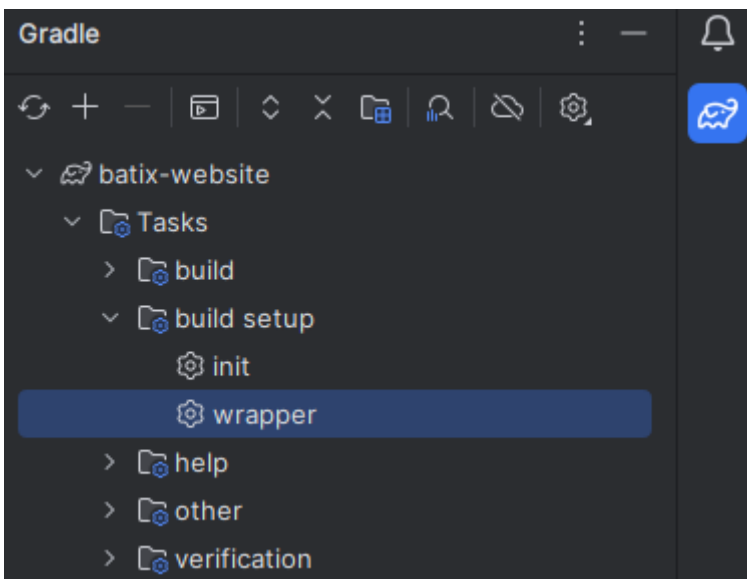 Gradle
batix-website
Tasks
build
build setup
init
wrapper
help
other
verification